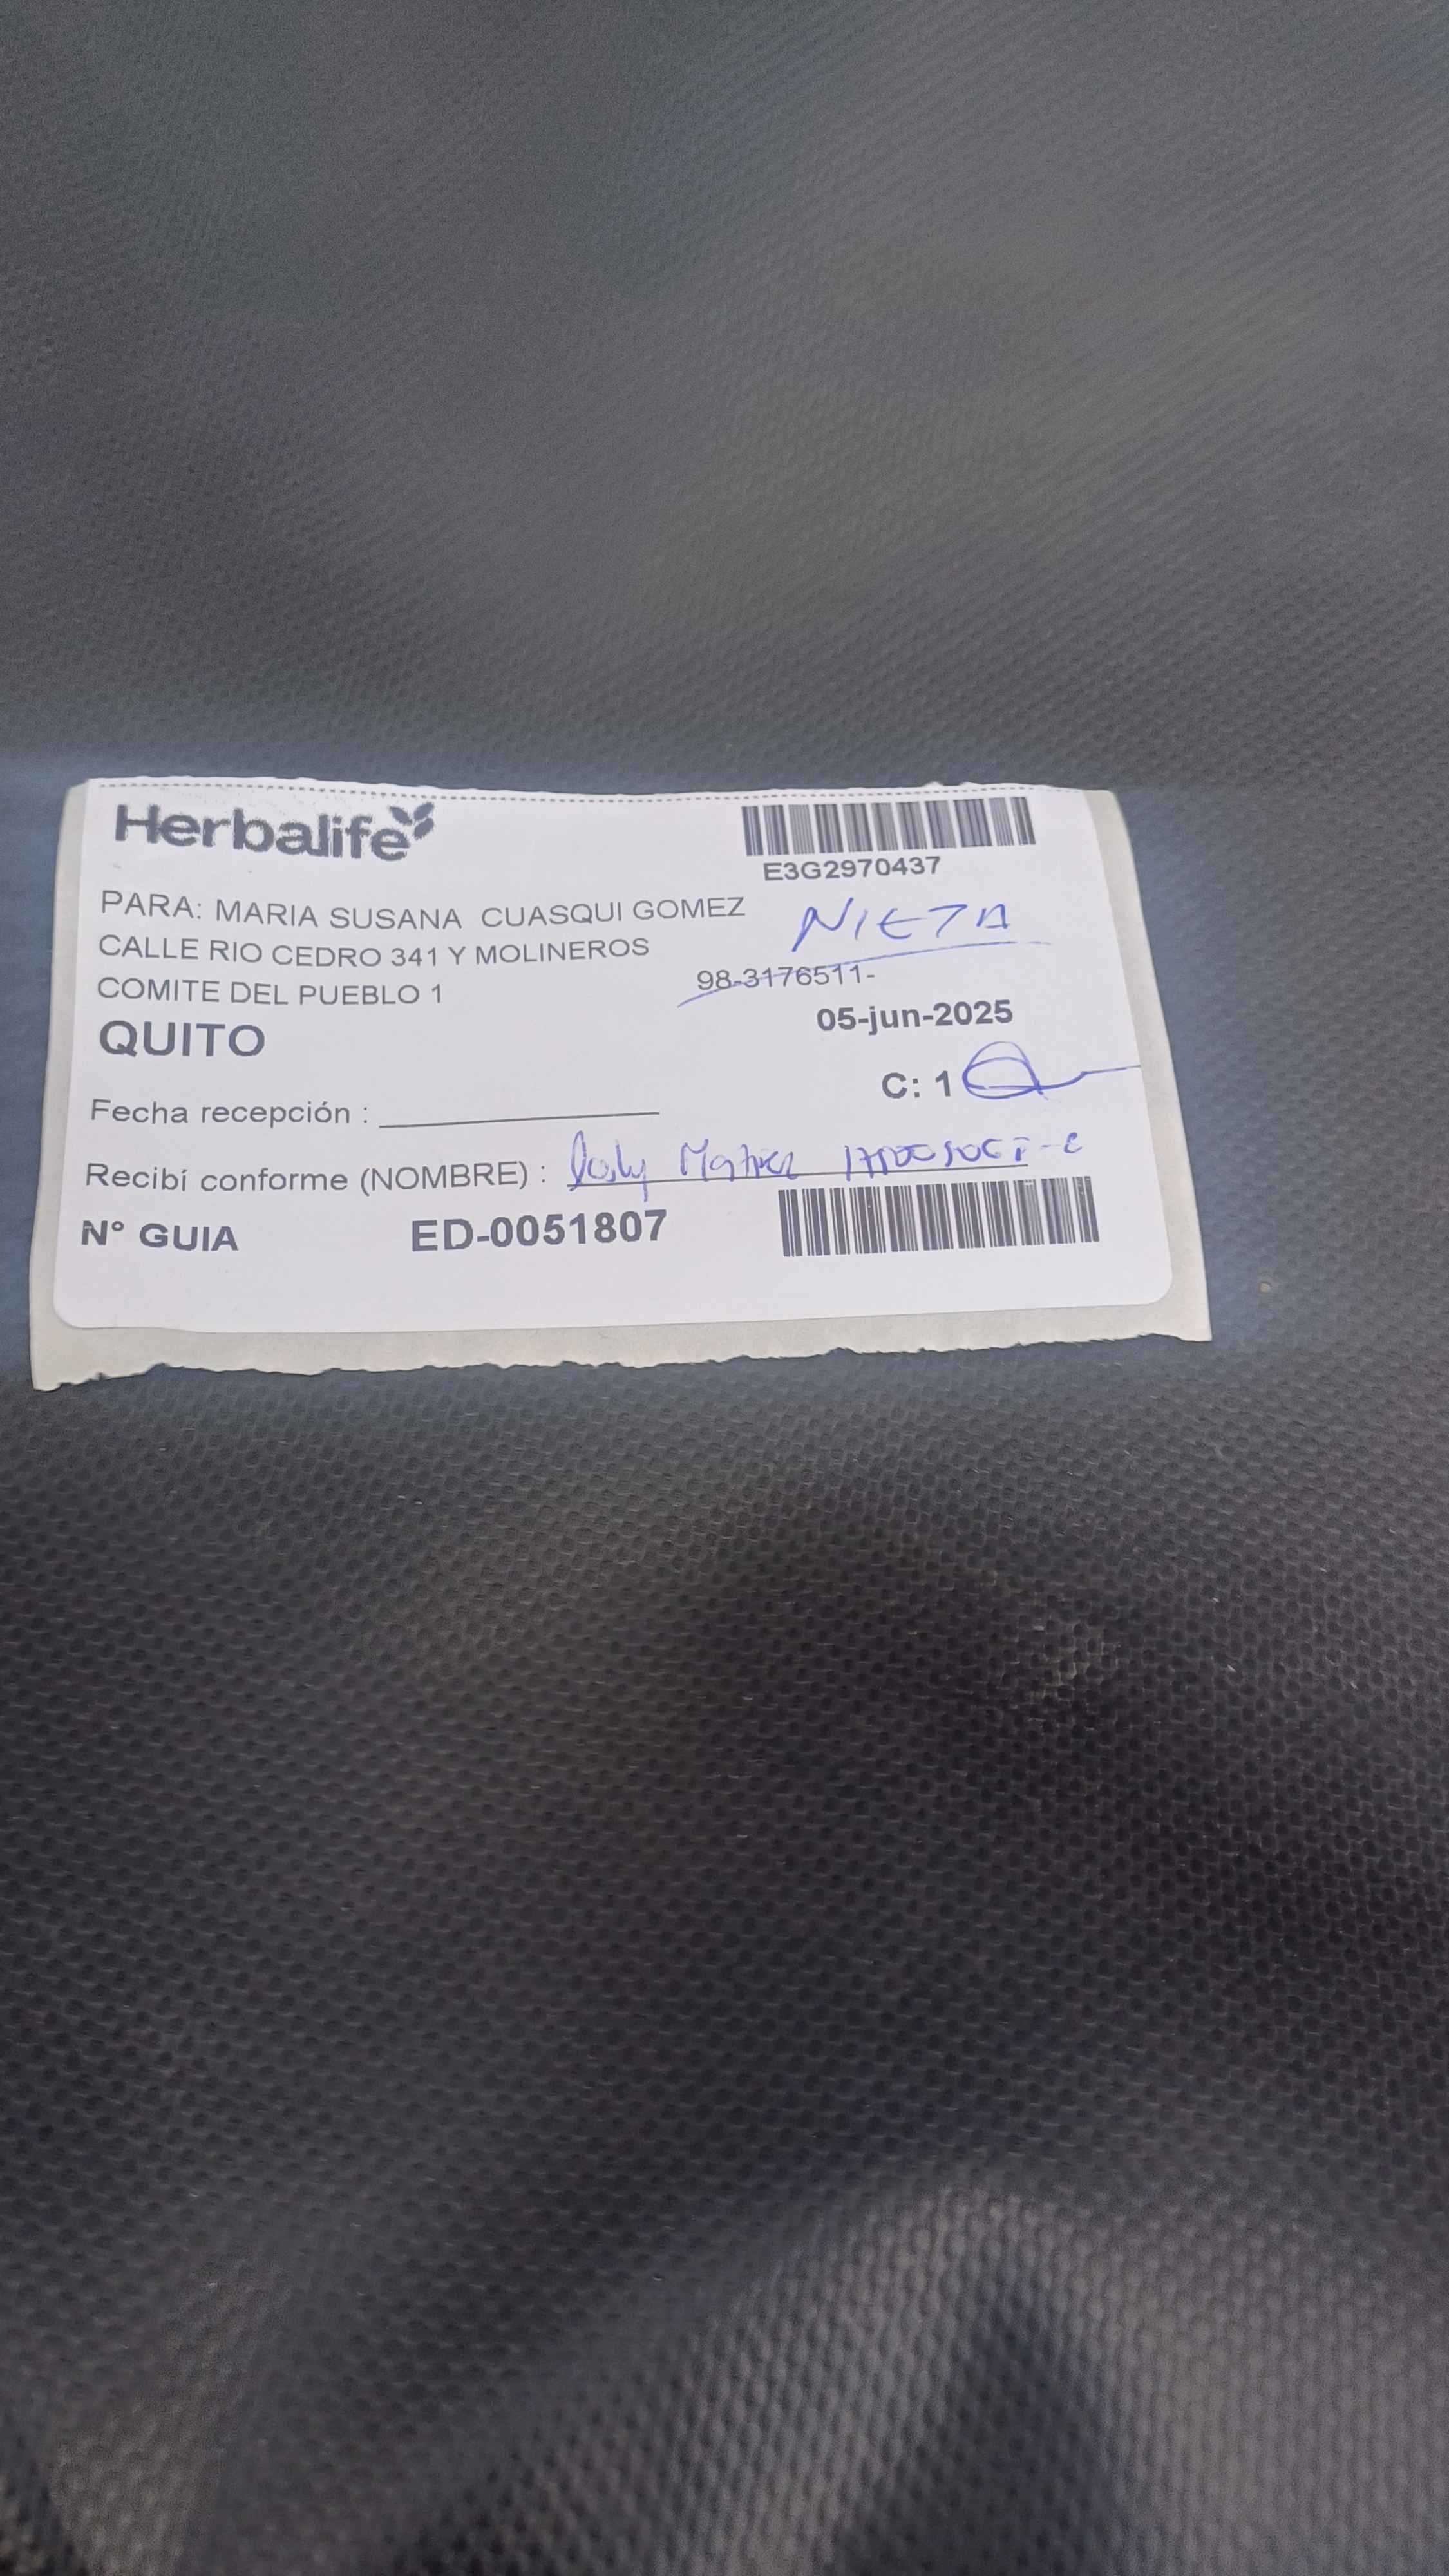 Herbalife
E3G2970437
PARA: MARIA SUSANA CUASQUI GOMEZ
NIETA
CALLE RIO CEDRO 341 Y MOLINEROS
98-3176511-
COMITE DEL PUEBLO 1
05-jun-2025
QUITO
C: 1
Fecha recepción :
Recibí conforme (NOMBRE) :
N° GUIA ED-0051807